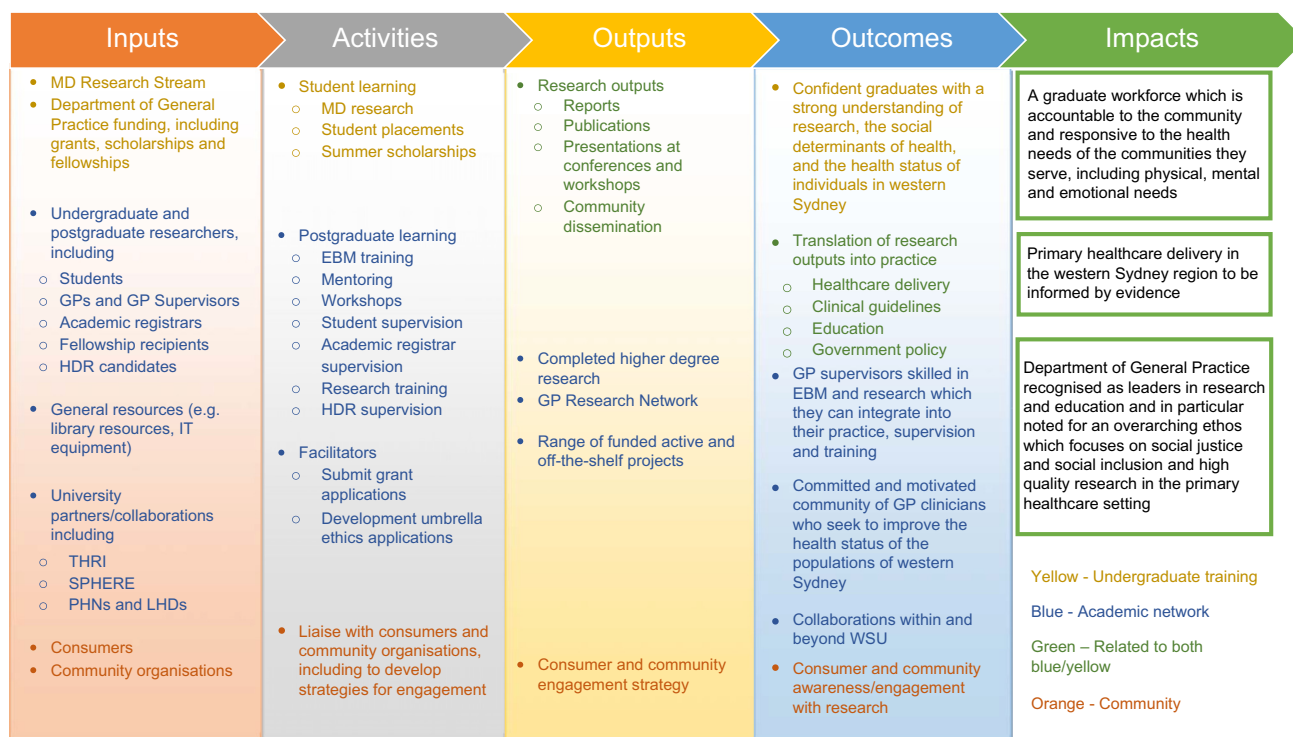 Inputs
Activities
Outputs
Outcomes
Impacts
• MD Research Stream
• Department of General
Practice funding, including
grants, scholarships and
fellowships
• Undergraduate and
postgraduate researchers,
including
○ Students
○ GPs and GP Supervisors
○ Academic registrars
○ Fellowship recipients
○ HDR candidates
• General resources (e.g.
library resources, IT
equipment)
• University
partners/collaborations
including
○ THRI
○ SPHERE
○ PHNs and LHDs
• Consumers
• Community organisations
• Student learning
○ MD research
○ Student placements
○ Summer scholarships
• Postgraduate learning
○ EBM training
○ Mentoring
○ Workshops
○ Student supervision
○ Academic registrar
supervision
○ Research training
○ HDR supervision
• Facilitators
○ Submit grant
applications
○ Development umbrella
ethics applications
• Liaise with consumers and
community organisations,
including to develop
strategies for engagement
• Research outputs
○ Reports
○ Publications
○ Presentations at
conferences and
workshops
○ Community
dissemination
• Completed higher degree
research
• GP Research Network
• Range of funded active and
off-the-shelf projects
• Consumer and community
engagement strategy
• Confident graduates with a
strong understanding of
research, the social
determinants of health,
and the health status of
individuals in western
Sydney
• Translation of research
outputs into practice
○ Healthcare delivery
○ Clinical guidelines
○ Education
○ Government policy
• GP supervisors skilled in
EBM and research which
they can integrate into
their practice, supervision
and training
• Committed and motivated
community of GP clinicians
who seek to improve the
health status of the
populations of western
Sydney
• Collaborations within and
beyond WSU
• Consumer and community
awareness/engagement
with research
A graduate workforce which is
accountable to the community
and responsive to the health
needs of the communities they
serve, including physical, mental
and emotional needs
Primary healthcare delivery in
the western Sydney region to be
informed by evidence
Department of General Practice
recognised as leaders in research
and education and in particular
noted for an overarching ethos
which focuses on social justice
and social inclusion and high
quality research in the primary
healthcare setting
Yellow - Undergraduate training
Blue - Academic network
Green – Related to both
blue/yellow
Orange - Community